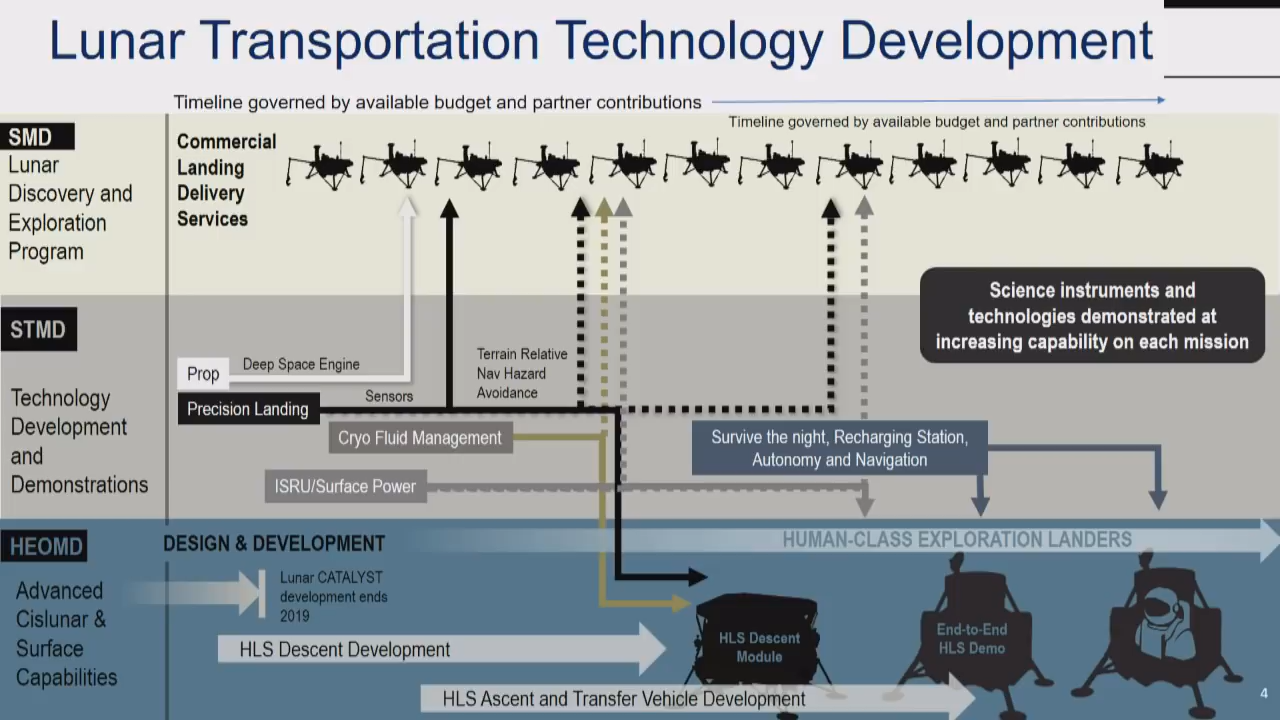 Lunar Transportation Technology Development
Timeline governed by available budget and partner contributions
Timeline governed by available budget and partner contributions
SMD
Lunar
Discovery and
Exploration
Program
Commercial
Landing
Delivery
Services
Science instruments and
technologies demonstrated at
increasing capability on each mission
STMD
Technology
Development
and
Demonstrations
Prop
Deep Space Engine
Precision Landing
Sensors
Terrain Relative
Nav Hazard
Avoidance
Cryo Fluid Management
ISRU/Surface Power
Survive the night, Recharging Station,
Autonomy and Navigation
HEOMD
Advanced
Cislunar &
Surface
Capabilities
DESIGN & DEVELOPMENT
HUMAN-CLASS EXPLORATION LANDERS
Lunar CATALYST
development ends
2019
HLS Descent Development
HLS Descent
Module
End-to-End
HLS Demo
HLS Ascent and Transfer Vehicle Development
4